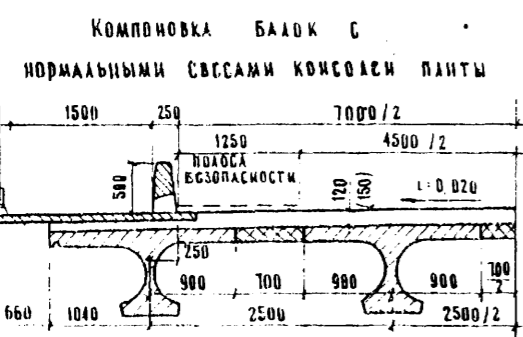 КОМПОНОВКА БАЛОК С
НОРМАЛЬНЫМИ СВЕСАМИ КОНСОЛЕЙ ПЛИТЫ
1500 250 7000/2
1250 4500/2
ПОЛОСА
БЕЗОПАСНОСТИ
500
120
(150)
i=0,020
250
900 700 900 900 700/2
660 1040 2500 2500/2